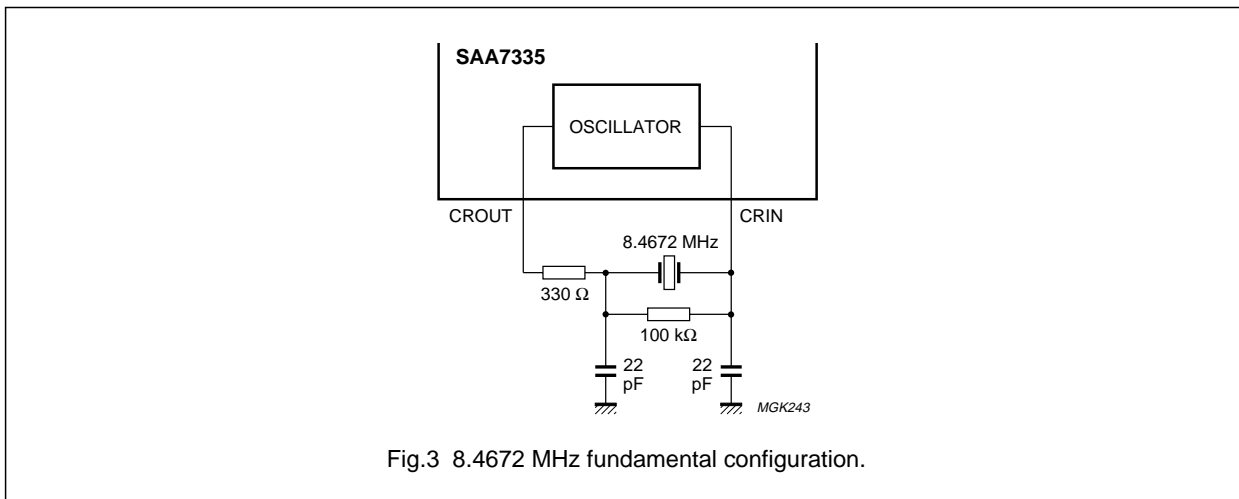 SAA7335
OSCILLATOR
CROUT
CRIN
8.4672 MHz
330 Ω
100 kΩ
22
pF
22
pF
MGK243
Fig.3 8.4672 MHz fundamental configuration.